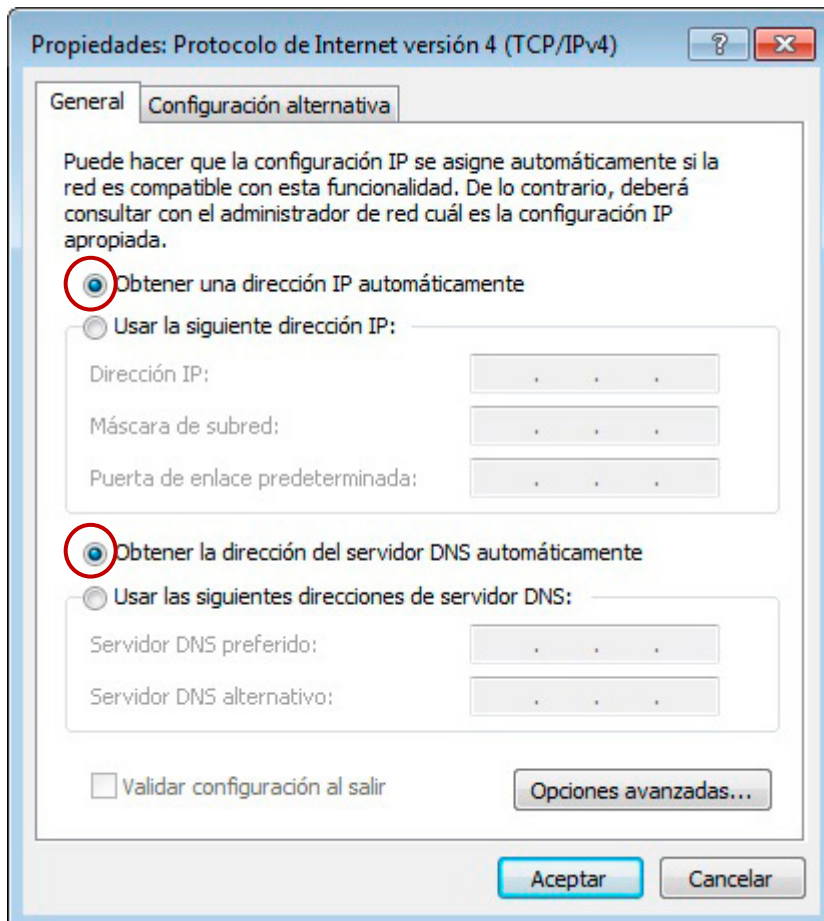 Propiedades: Protocolo de Internet versión 4 (TCP/IPv4)
General
Configuración alternativa
Puede hacer que la configuración IP se asigne automáticamente si la
red es compatible con esta funcionalidad. De lo contrario, deberá
consultar con el administrador de red cuál es la configuración IP
apropiada.
Obtener una dirección IP automáticamente
Usar la siguiente dirección IP:
Dirección IP:
Máscara de subred:
Puerta de enlace predeterminada:
Obtener la dirección del servidor DNS automáticamente
Usar las siguientes direcciones de servidor DNS:
Servidor DNS preferido:
Servidor DNS alternativo:
Validar configuración al salir
Opciones avanzadas...
Aceptar
Cancelar